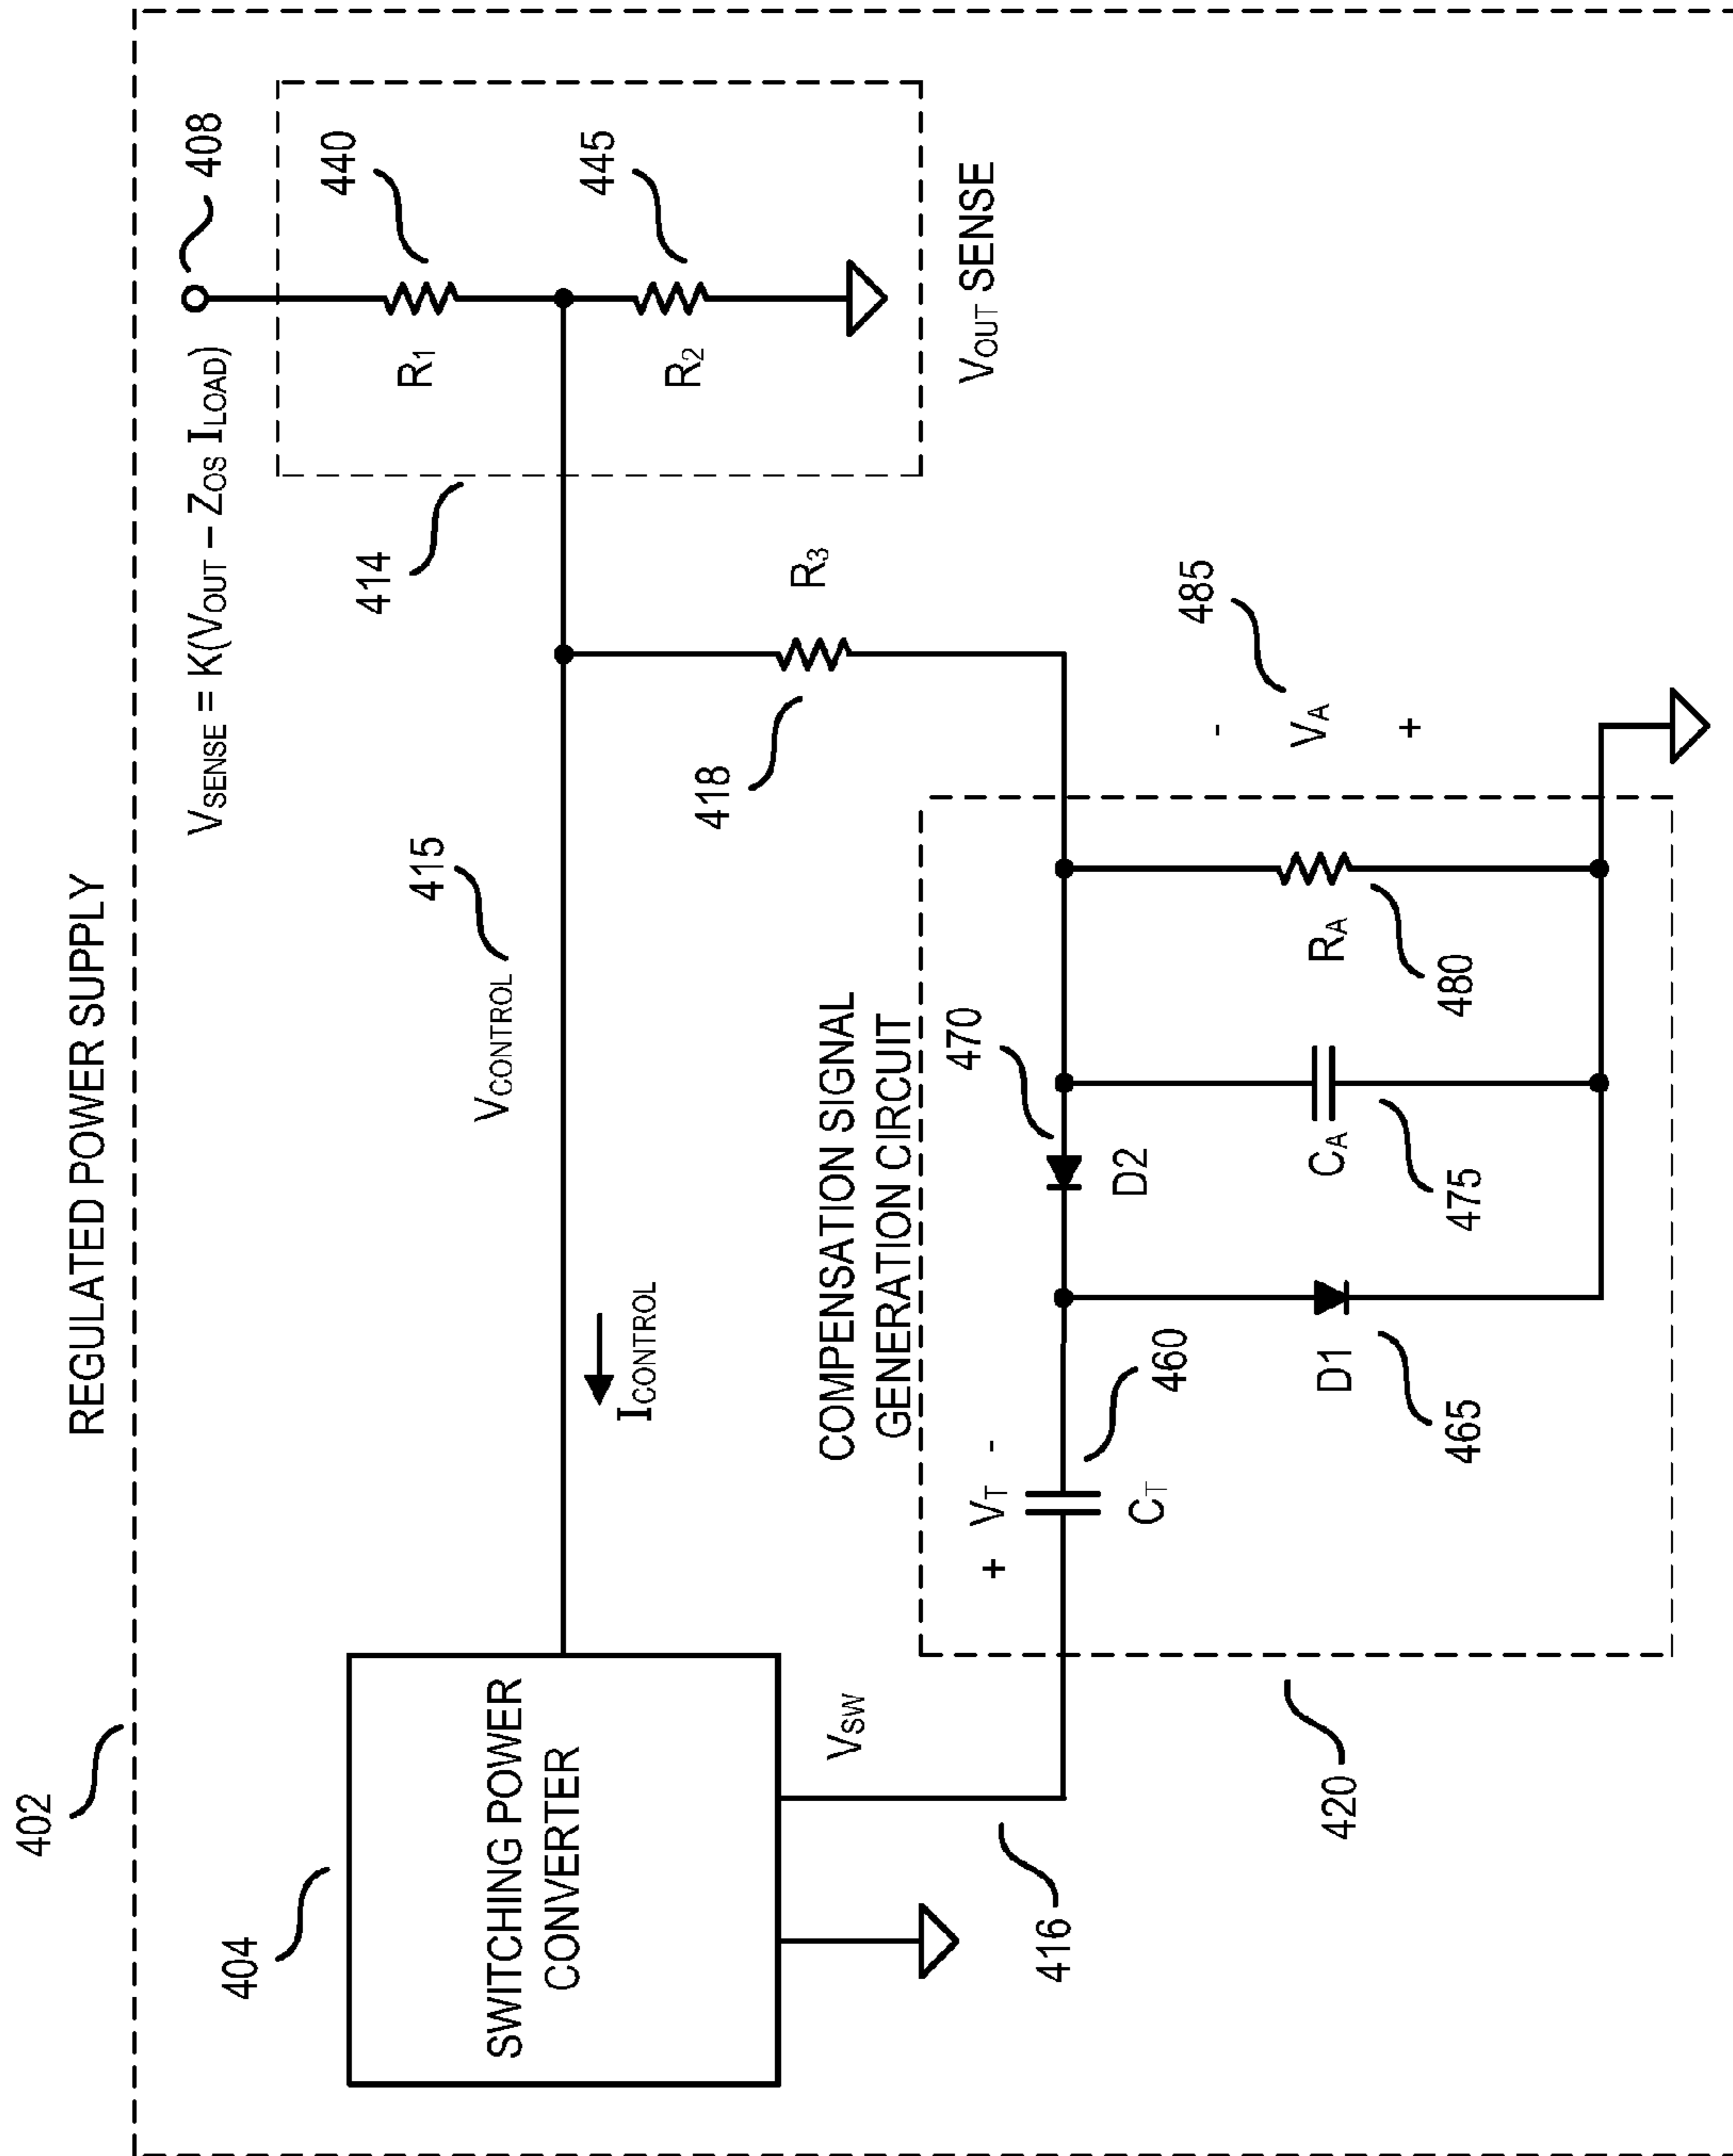 REGULATED POWER SUPPLY
402
404
SWITCHING POWER
CONVERTER
VSW
416
ICONTROL
VCONTROL
415
VSENSE = K(VOUT – ZOS ILOAD)
408
440
R1
445
R2
414
VOUT SENSE
R3
418
COMPENSATION SIGNAL
GENERATION CIRCUIT
420
+ VT -
CT
460
470
D2
D1
465
CA
475
RA
480
485
-
VA
+